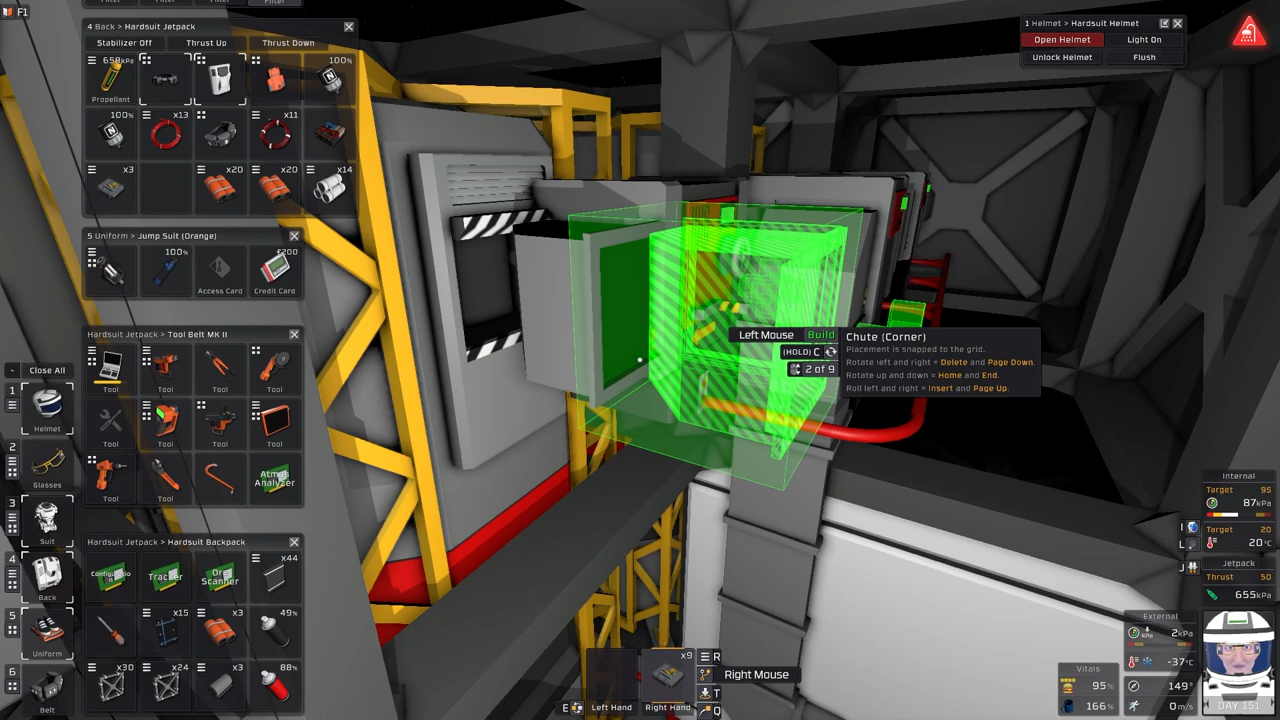 F1
4 Back > Hardsuit Jetpack
Stabilizer Off Thrust Up Thrust Down
658kPa 100%
Propellant
100% x13 x11
x3 x20 x20 x14
5 Uniform > Jump Suit (Orange)
100% €200
Access Card Credit Card
Hardsuit Jetpack > Tool Belt MK II
Tool Tool Tool Tool
Tool Tool Tool Tool
Tool Tool Tool Atmos Analyzer
Hardsuit Jetpack > Hardsuit Backpack
x44
Tracker
x15 x3 49%
x30 x24 x3 88%
Close All
1
Helmet
2
Glasses
3
Suit
4
Back
5
Uniform
6
Belt
1 Helmet > Hardsuit Helmet
Open Helmet Light On
Unlock Helmet Flush
Left Mouse Build
(HOLD) C
2 of 9
Chute (Corner)
Placement is snapped to the grid.
Rotate left and right = Delete and Page Down.
Rotate up and down = Home and End.
Roll left and right = Insert and Page Up.
x9
R
Right Mouse
T
E Left Hand Right Hand Q
Internal
Target 95
87kPa
Target 20
20°C
Jetpack
Thrust 50
655kPa
External
kPa 2kPa
-37°C
149°
0m/s
Vitals
95%
166%
DAY 151